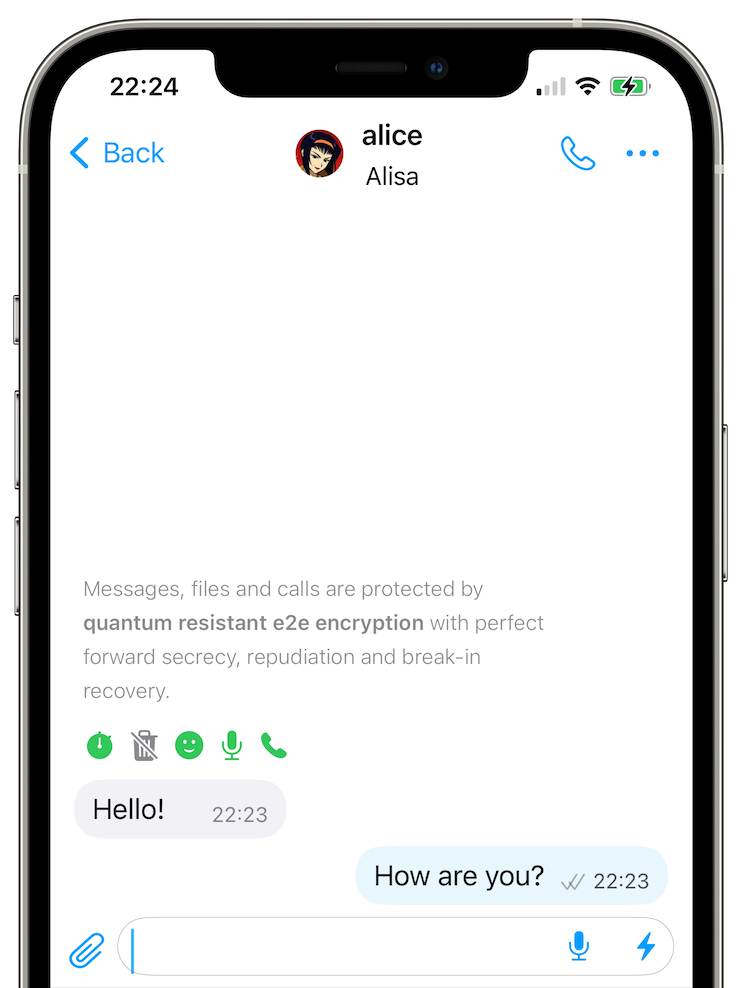 22:24
Back
alice
Alisa
Messages, files and calls are protected by
quantum resistant e2e encryption with perfect
forward secrecy, repudiation and break-in
recovery.
Hello! 22:23
How are you? 22:23